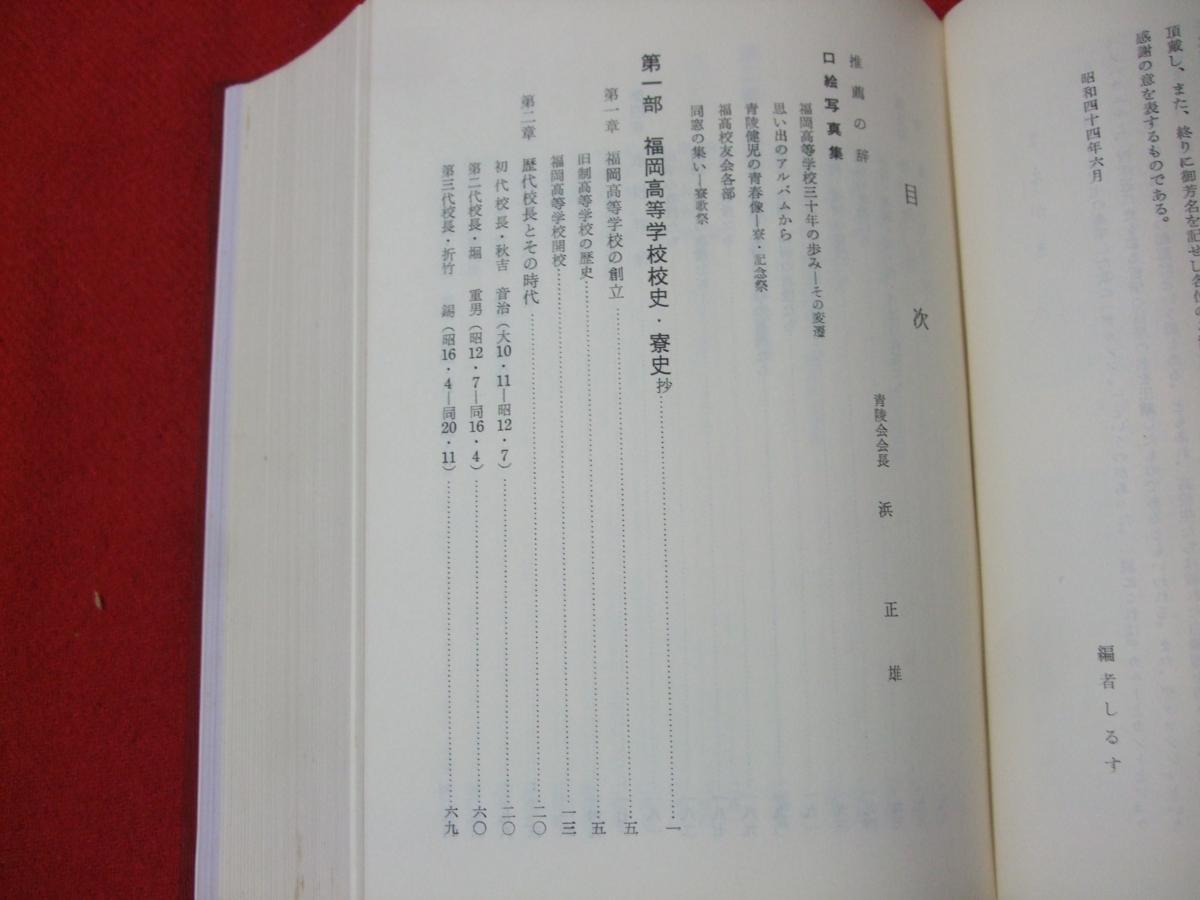 頂戴し、また、終りに御芳名を記せし各位の
感謝の意を表するものである。
昭和四十四年六月
編者しるす
目次
推薦の辞
青陵会会長 浜正雄
口絵写真集
福岡高等学校三十年の歩み―その変遷
思い出のアルバムから
青陵健児の青春像―寮・記念祭
福高校友会各部
同窓の集い―寮歌祭
第一部 福岡高等学校校史・寮史抄……一
第一章 福岡高等学校の創立……五
旧制高等学校の歴史……五
福岡高等学校開校……一三
第二章 歴代校長とその時代……二〇
初代校長・秋吉 音治（大10・11―昭12・7）……二〇
第二代校長・堀 重男（昭12・7―同16・4）……六〇
第三代校長・折竹 錫（昭16・4―同20・11）……六九